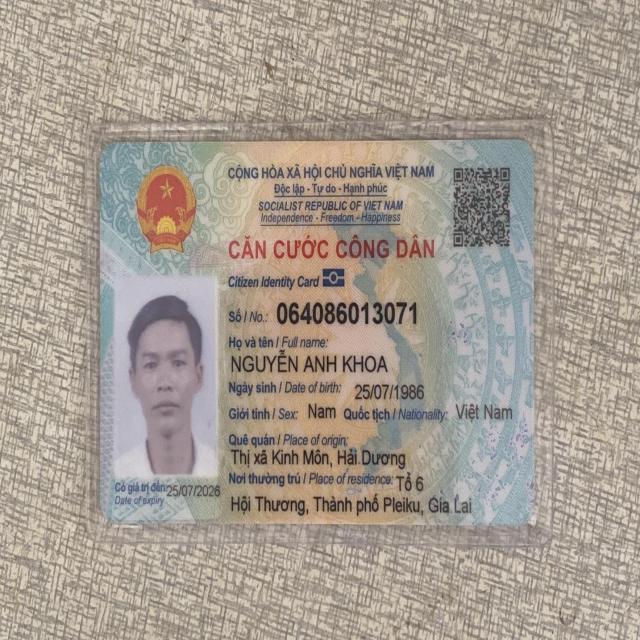 CỘNG HÒA XÃ HỘI CHỦ NGHĨA VIỆT NAM
Độc lập - Tự do - Hạnh phúc
SOCIALIST REPUBLIC OF VIET NAM
Independence - Freedom - Happiness
CĂN CƯỚC CÔNG DÂN
Citizen Identity Card
Số / No.: 064086013071
Họ và tên / Full name:
NGUYỄN ANH KHOA
Ngày sinh / Date of birth: 25/07/1986
Giới tính / Sex: Nam Quốc tịch / Nationality: Việt Nam
Quê quán / Place of origin:
Thị xã Kinh Môn, Hải Dương
Nơi thường trú / Place of residence: Tổ 6
Hội Thương, Thành phố Pleiku, Gia Lai
Có giá trị đến: 25/07/2026
Date of expiry